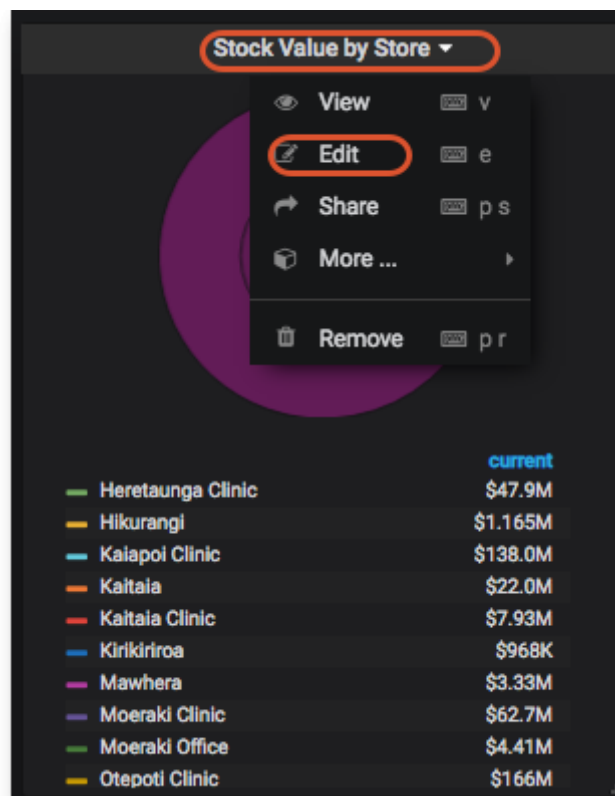 Stock Value by Store
View v
Edit e
Share p s
More ...
Remove p r
current
Heretaunga Clinic $47.9M
Hikurangi $1.165M
Kaiapoi Clinic $138.0M
Kaitaia $22.0M
Kaitaia Clinic $7.93M
Kirikiriroa $968K
Mawhera $3.33M
Moeraki Clinic $62.7M
Moeraki Office $4.41M
Otepoti Clinic $166M